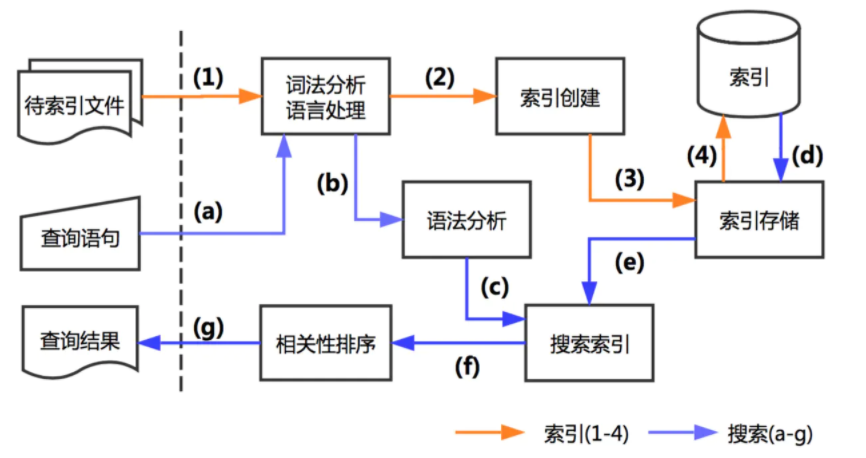 索引
(1)
(2)
待索引文件
词法分析
语言处理
索引创建
(4)
(d)
(b)
(3)
(a)
查询语句
语法分析
索引存储
(e)
(c)
(g)
查询结果
相关性排序
搜索索引
(f)
索引(1-4)
搜索(a-g)